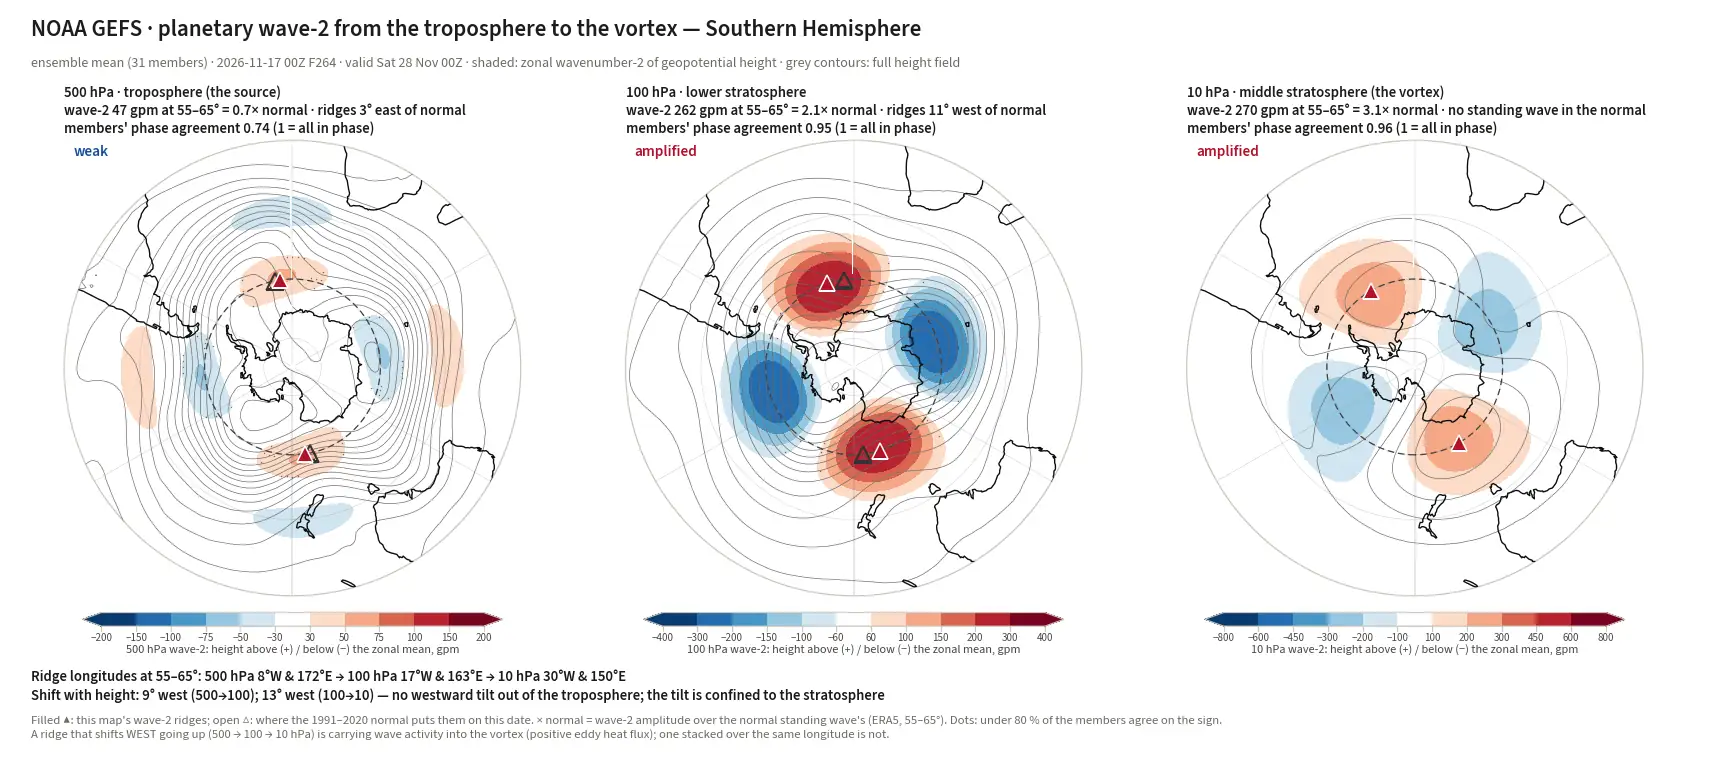 NOAA GEFS · planetary wave-2 from the troposphere to the vortex — Southern Hemisphere
ensemble mean (31 members) · 2026-11-17 00Z F264 · valid Sat 28 Nov 00Z · shaded: zonal wavenumber-2 of geopotential height · grey contours: full height field
500 hPa · troposphere (the source)
wave-2 47 gpm at 55–65° = 0.7× normal · ridges 3° east of normal
members' phase agreement 0.74 (1 = all in phase)
weak
100 hPa · lower stratosphere
wave-2 262 gpm at 55–65° = 2.1× normal · ridges 11° west of normal
members' phase agreement 0.95 (1 = all in phase)
amplified
10 hPa · middle stratosphere (the vortex)
wave-2 270 gpm at 55–65° = 3.1× normal · no standing wave in the normal
members' phase agreement 0.96 (1 = all in phase)
amplified
−200 −150 −100 −75 −50 −30 30 50 75 100 150 200
500 hPa wave-2: height above (+) / below (−) the zonal mean, gpm
−400 −300 −200 −150 −100 −60 60 100 150 200 300 400
100 hPa wave-2: height above (+) / below (−) the zonal mean, gpm
−800 −600 −450 −300 −200 −100 100 200 300 450 600 800
10 hPa wave-2: height above (+) / below (−) the zonal mean, gpm
Ridge longitudes at 55–65°: 500 hPa 8°W & 172°E → 100 hPa 17°W & 163°E → 10 hPa 30°W & 150°E
Shift with height: 9° west (500→100); 13° west (100→10) — no westward tilt out of the troposphere; the tilt is confined to the stratosphere
Filled ▲: this map's wave-2 ridges; open △: where the 1991–2020 normal puts them on this date. × normal = wave-2 amplitude over the normal standing wave's (ERA5, 55–65°). Dots: under 80 % of the members agree on the sign.
A ridge that shifts WEST going up (500 → 100 → 10 hPa) is carrying wave activity into the vortex (positive eddy heat flux); one stacked over the same longitude is not.